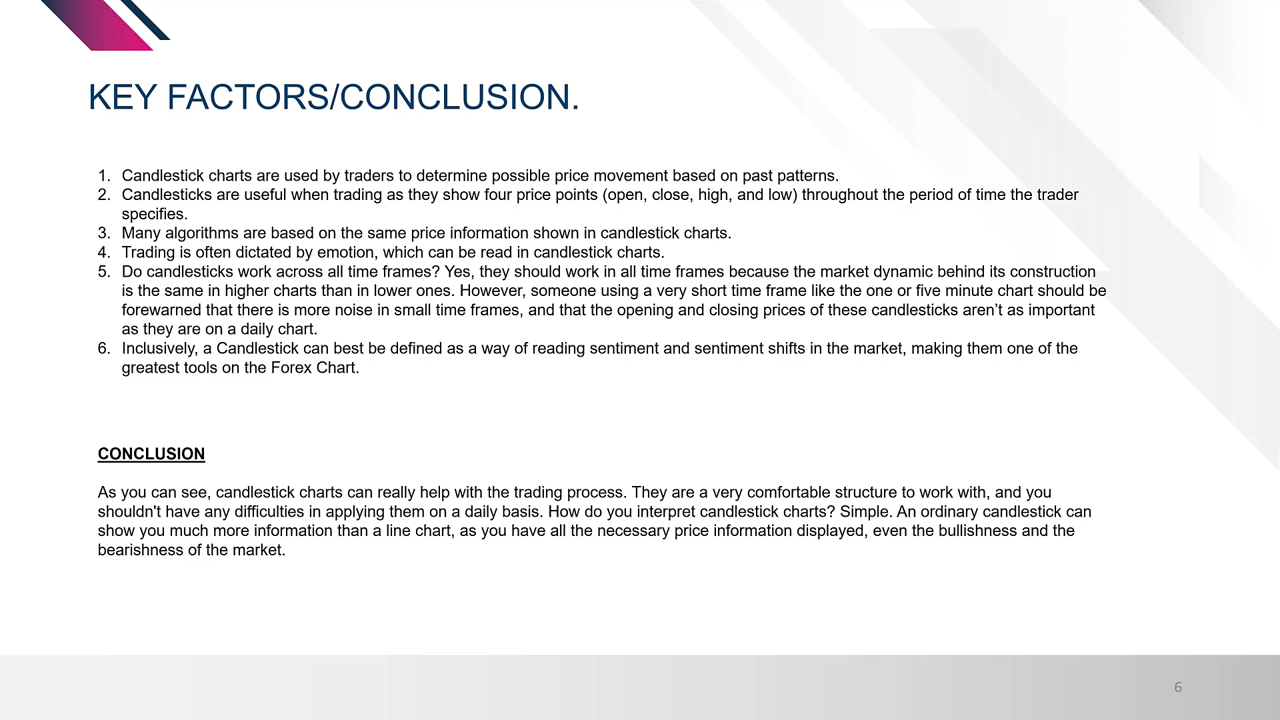 KEY FACTORS/CONCLUSION.
1. Candlestick charts are used by traders to determine possible price movement based on past patterns.
2. Candlesticks are useful when trading as they show four price points (open, close, high, and low) throughout the period of time the trader
specifies.
3. Many algorithms are based on the same price information shown in candlestick charts.
4. Trading is often dictated by emotion, which can be read in candlestick charts.
5. Do candlesticks work across all time frames? Yes, they should work in all time frames because the market dynamic behind its construction
is the same in higher charts than in lower ones. However, someone using a very short time frame like the one or five minute chart should be
forewarned that there is more noise in small time frames, and that the opening and closing prices of these candlesticks aren’t as important
as they are on a daily chart.
6. Inclusively, a Candlestick can best be defined as a way of reading sentiment and sentiment shifts in the market, making them one of the
greatest tools on the Forex Chart.
CONCLUSION
As you can see, candlestick charts can really help with the trading process. They are a very comfortable structure to work with, and you
shouldn't have any difficulties in applying them on a daily basis. How do you interpret candlestick charts? Simple. An ordinary candlestick can
show you much more information than a line chart, as you have all the necessary price information displayed, even the bullishness and the
bearishness of the market.
6